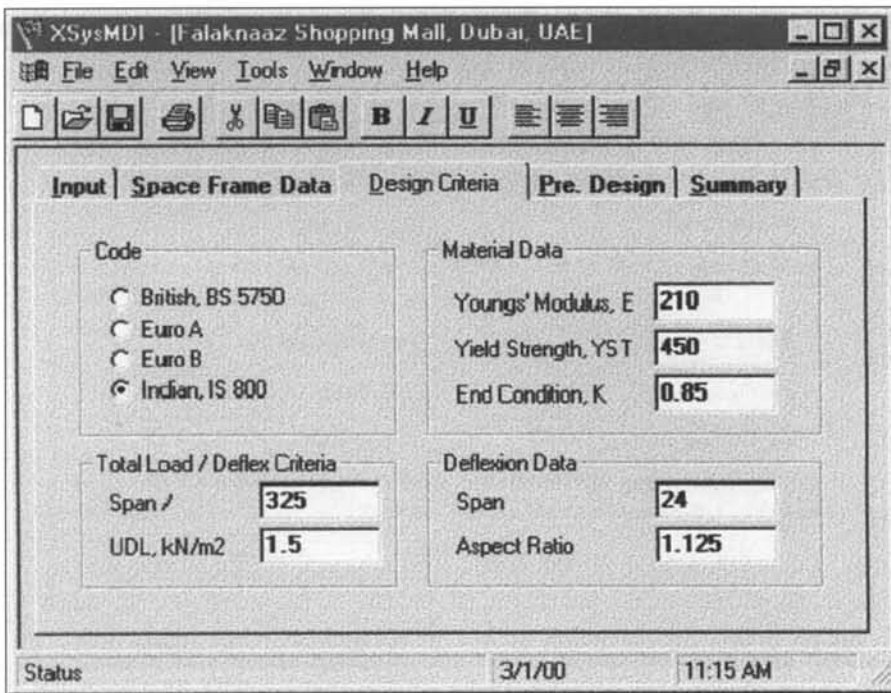 XSysMDI - [Falaknaaz Shopping Mall, Dubai, UAE]
File Edit View Tools Window Help
B I U
Input Space Frame Data Design Criteria Pre. Design Summary
Code
British, BS 5750
Euro A
Euro B
Indian, IS 800
Material Data
Youngs' Modulus, E 210
Yield Strength, YST 450
End Condition, K 0.85
Total Load / Deflex Criteria
Span / 325
UDL, kN/m2 1.5
Deflexion Data
Span 24
Aspect Ratio 1.125
Status 3/1/00 11:15 AM